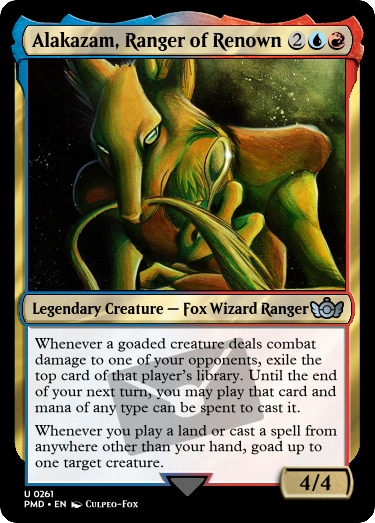 Alakazam, Ranger of Renown 2
Legendary Creature — Fox Wizard Ranger
Whenever a goaded creature deals combat
damage to one of your opponents, exile the
top card of that player's library. Until the end
of your next turn, you may play that card and
mana of any type can be spent to cast it.
Whenever you play a land or cast a spell from
anywhere other than your hand, goad up to
one target creature.
4/4
U 0261
PMD • EN Culpeo-Fox